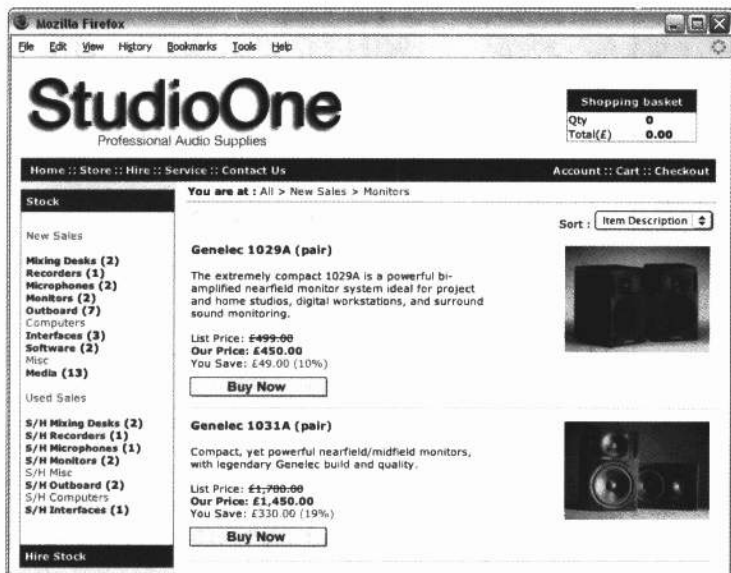 Mozilla Firefox
File Edit View History Bookmarks Tools Help
StudioOne
Professional Audio Supplies
Shopping basket
Qty 0
Total(£) 0.00
Home :: Store :: Hire :: Service :: Contact Us
Account :: Cart :: Checkout
Stock
New Sales
Mixing Desks (2)
Recorders (1)
Microphones (2)
Monitors (2)
Outboard (7)
Computers
Interfaces (3)
Software (2)
Misc
Media (13)
Used Sales
S/H Mixing Desks (2)
S/H Recorders (1)
S/H Microphones (1)
S/H Monitors (2)
S/H Misc
S/H Outboard (2)
S/H Computers
S/H Interfaces (1)
Hire Stock
You are at : All > New Sales > Monitors
Sort : Item Description
Genelec 1029A (pair)
The extremely compact 1029A is a powerful bi-
amplified nearfield monitor system ideal for project
and home studios, digital workstations, and surround
sound monitoring.
List Price: £499.00
Our Price: £450.00
You Save: £49.00 (10%)
Buy Now
Genelec 1031A (pair)
Compact, yet powerful nearfield/midfield monitors,
with legendary Genelec build and quality.
List Price: £1,780.00
Our Price: £1,450.00
You Save: £330.00 (19%)
Buy Now